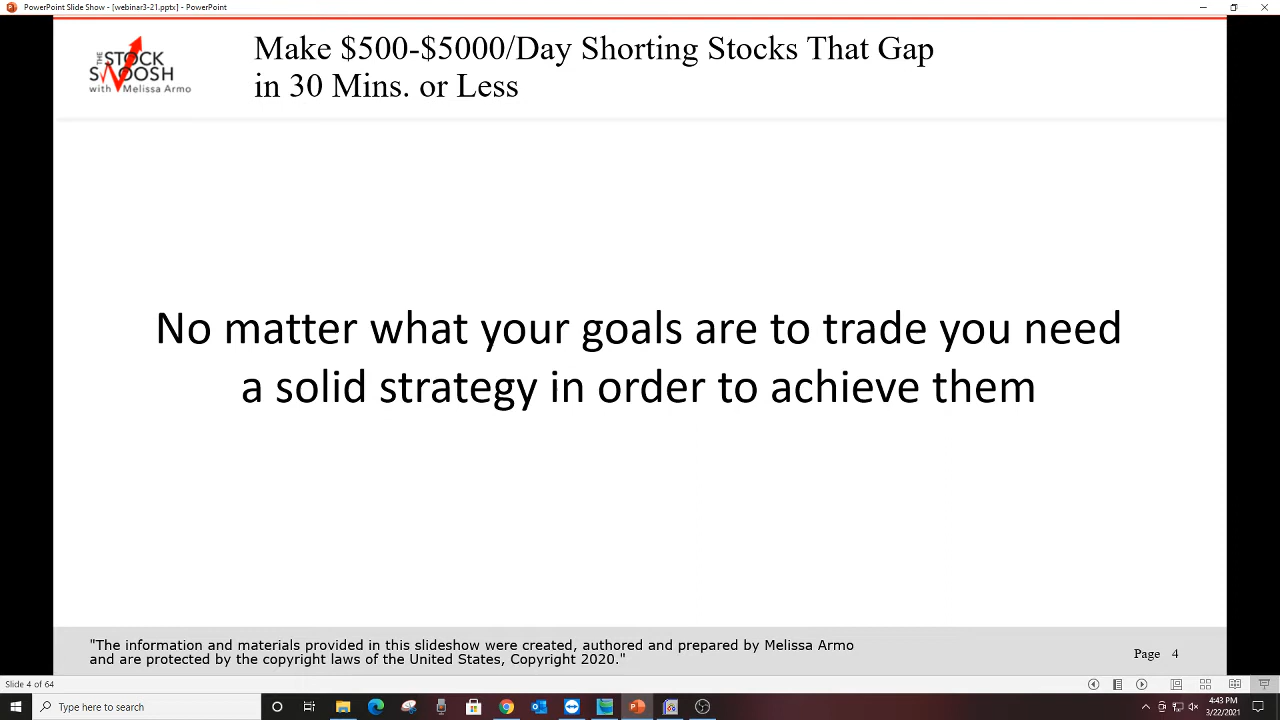 PowerPoint Slide Show - [webinar3-21.pptx] - PowerPoint
THE STOCK
SWOOSH
with Melissa Armo
Make $500-$5000/Day Shorting Stocks That Gap
in 30 Mins. or Less
No matter what your goals are to trade you need
a solid strategy in order to achieve them
"The information and materials provided in this slideshow were created, authored and prepared by Melissa Armo
and are protected by the copyright laws of the United States, Copyright 2020."
Page 4
Slide 4 of 64
Type here to search
4:43 PM
3/22/2021